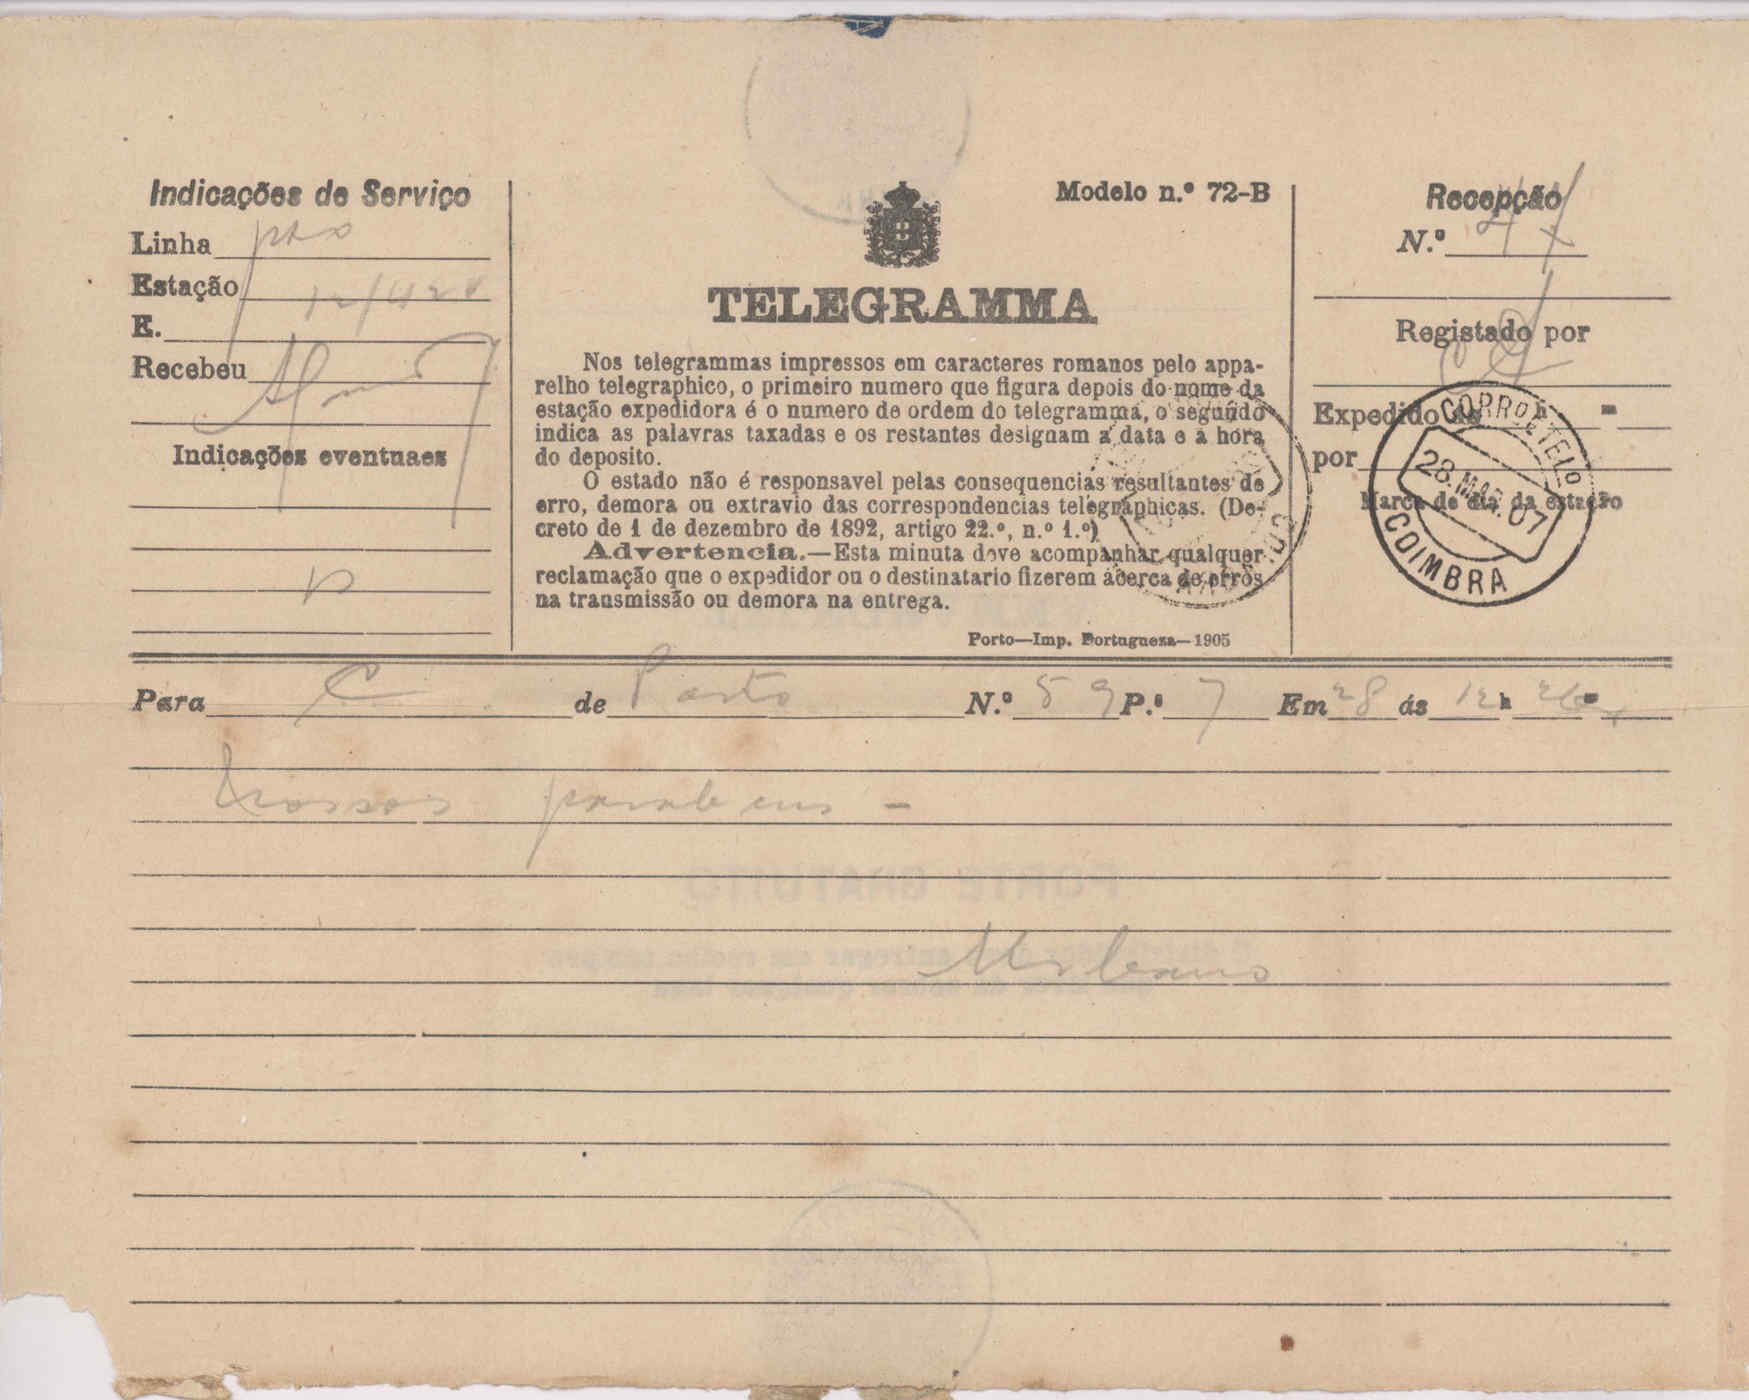 Indicações de Serviço
Linha
Estação
E.
Recebeu
Indicações eventuaes
Modelo n.º 72-B
TELEGRAMMA
Nos telegrammas impressos em caracteres romanos pelo appa-
relho telegraphico, o primeiro numero que figura depois do nome da
estação expedidora é o numero de ordem do telegramma, o segundo
indica as palavras taxadas e os restantes designam a data e a hora
do deposito.
O estado não é responsavel pelas consequencias resultantes de
erro, demora ou extravio das correspondencias telegraphicas. (De-
creto de 1 de dezembro de 1892, artigo 22.º, n.º 1.º)
Advertencia.—Esta minuta deve acompanhar qualquer
reclamação que o expedidor ou o destinatario fizerem ácerca de erros
na transmissão ou demora na entrega.
Porto—Imp. Portugueza—1905
Recepção
N.º
Registado por
Expedido ás h m
por
Marca de dia da estação
CORRO E TELO
28.MAR.07
COIMBRA
Para C de Porto N.º 59 P.s 7 Em 28 ás 12 h m
parabens -
PORTE GRATUITO